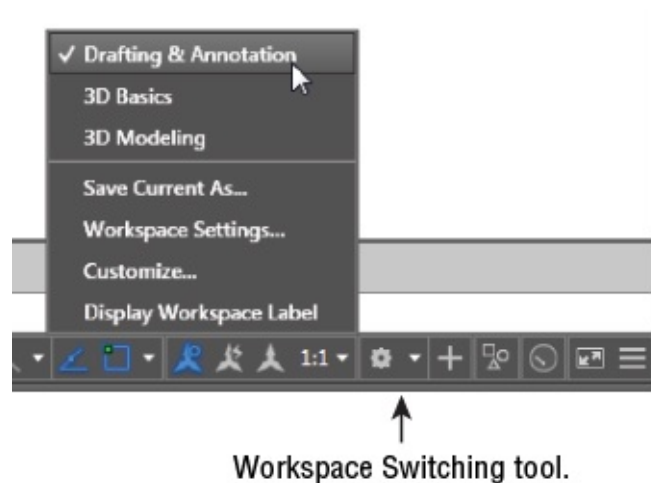 ✓ Drafting & Annotation
3D Basics
3D Modeling
Save Current As...
Workspace Settings...
Customize...
Display Workspace Label
1:1
Workspace Switching tool.